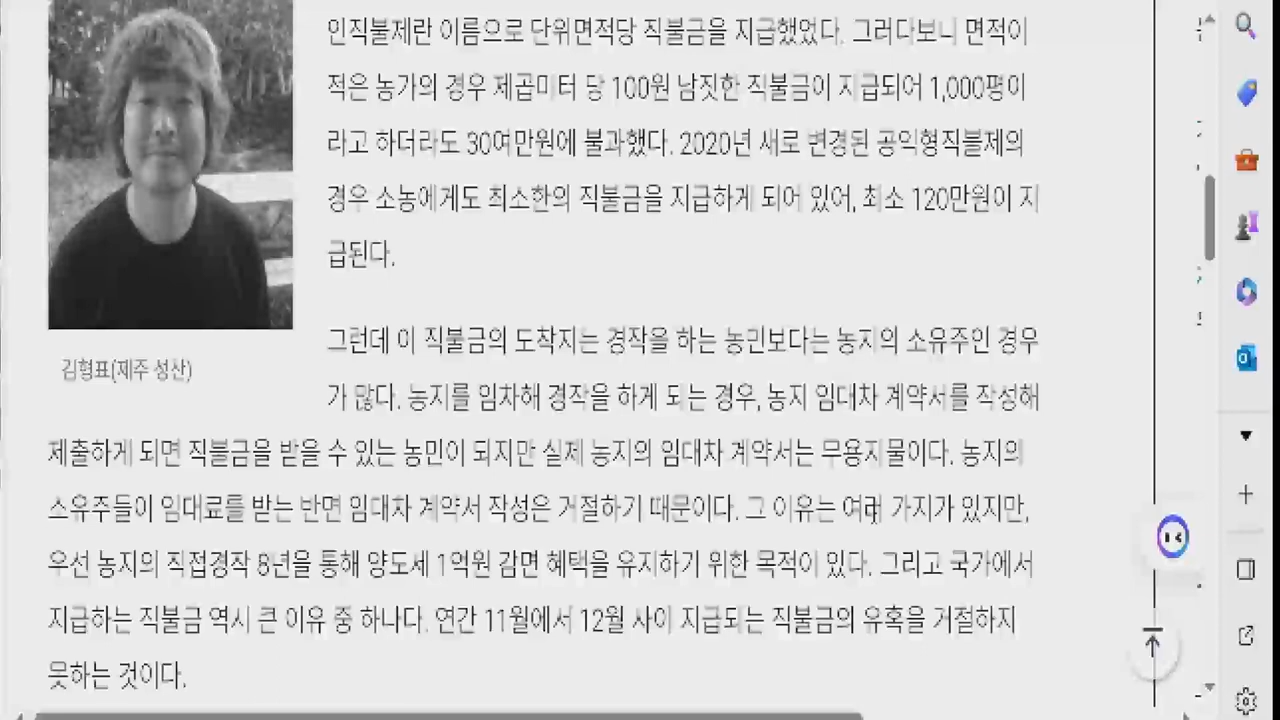 인직불제란 이름으로 단위면적당 직불금을 지급했었다. 그러다보니 면적이
적은 농가의 경우 제곱미터 당 100원 남짓한 직불금이 지급되어 1,000평이
라고 하더라도 30여만원에 불과했다. 2020년 새로 변경된 공익형직불제의
경우 소농에게도 최소한의 직불금을 지급하게 되어 있어, 최소 120만원이 지
급된다.
김형표(제주 성산)
그런데 이 직불금의 도착지는 경작을 하는 농민보다는 농지의 소유주인 경우
가 많다. 농지를 임차해 경작을 하게 되는 경우, 농지 임대차 계약서를 작성해
제출하게 되면 직불금을 받을 수 있는 농민이 되지만 실제 농지의 임대차 계약서는 무용지물이다. 농지의
소유주들이 임대료를 받는 반면 임대차 계약서 작성은 거절하기 때문이다. 그 이유는 여러 가지가 있지만,
우선 농지의 직접경작 8년을 통해 양도세 1억원 감면 혜택을 유지하기 위한 목적이 있다. 그리고 국가에서
지급하는 직불금 역시 큰 이유 중 하나다. 연간 11월에서 12월 사이 지급되는 직불금의 유혹을 거절하지
못하는 것이다.